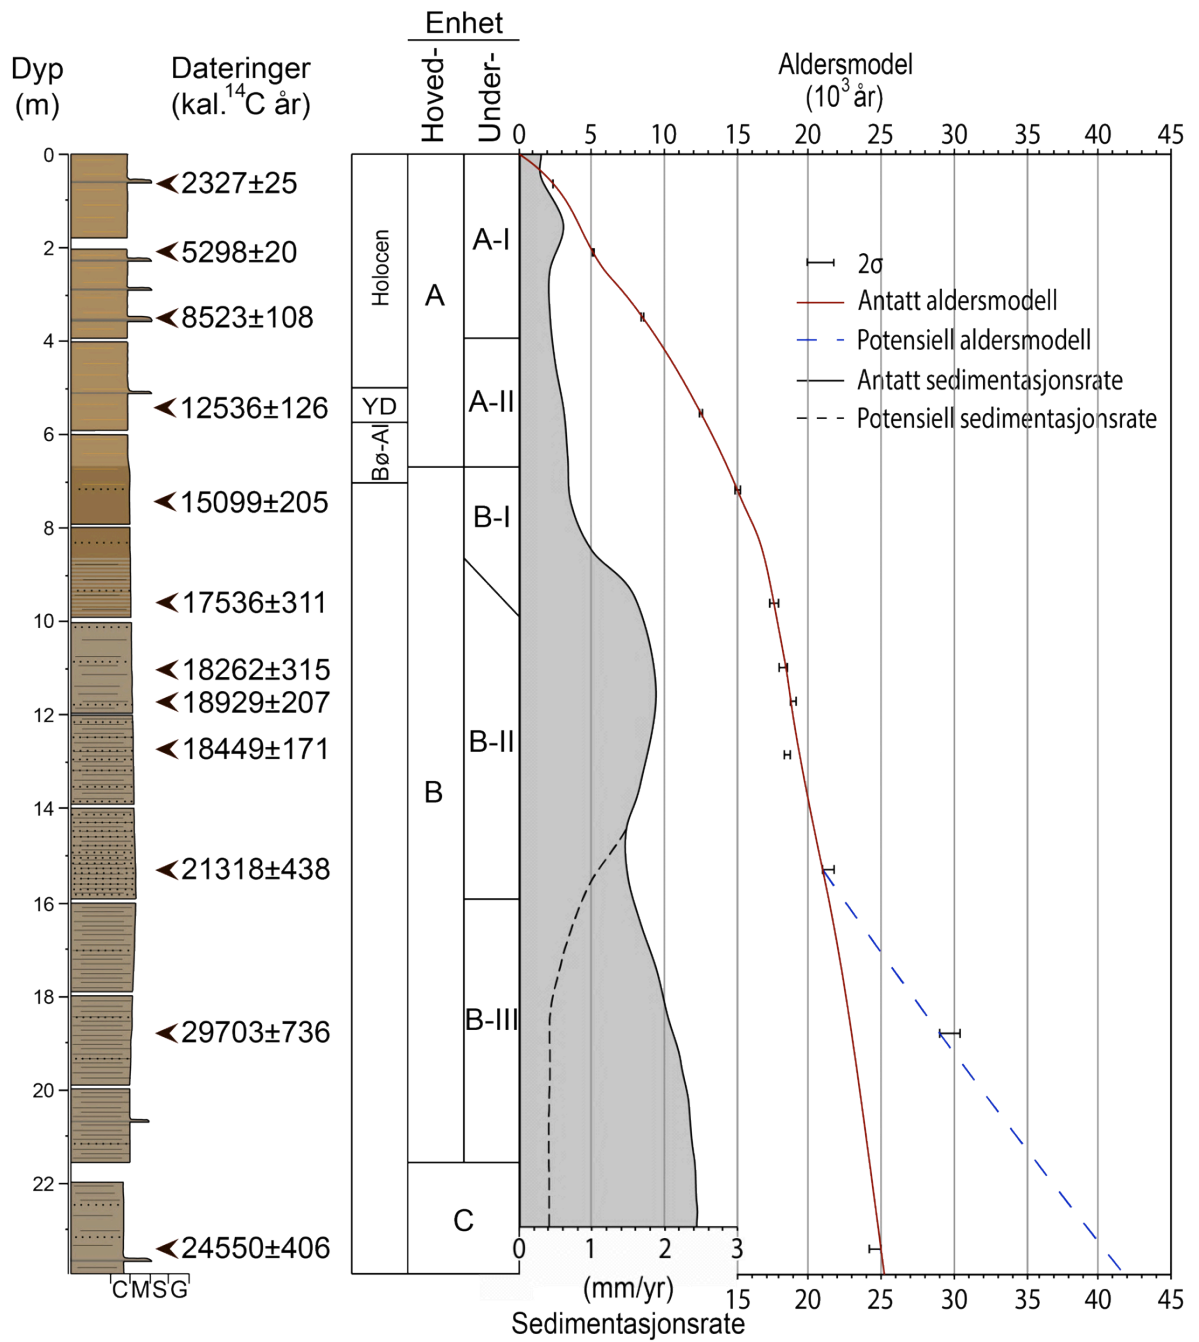 Enhet
Dyp
(m)
Dateringer
(kal.¹⁴C år)
Hoved-
Under-
Aldersmodel
(10³ år)
0 5 10 15 20 25 30 35 40 45
0
2
4
6
8
10
12
14
16
18
20
22
2327±25
5298±20
8523±108
12536±126
15099±205
17536±311
18262±315
18929±207
18449±171
21318±438
29703±736
24550±406
CMSG
Holocen
YD
Bø-Al
A
B
C
A-I
A-II
B-I
B-II
B-III
2σ
Antatt aldersmodell
Potensiell aldersmodell
Antatt sedimentasjonsrate
Potensiell sedimentasjonsrate
0 1 2 3
(mm/yr)
Sedimentasjonsrate
15 20 25 30 35 40 45